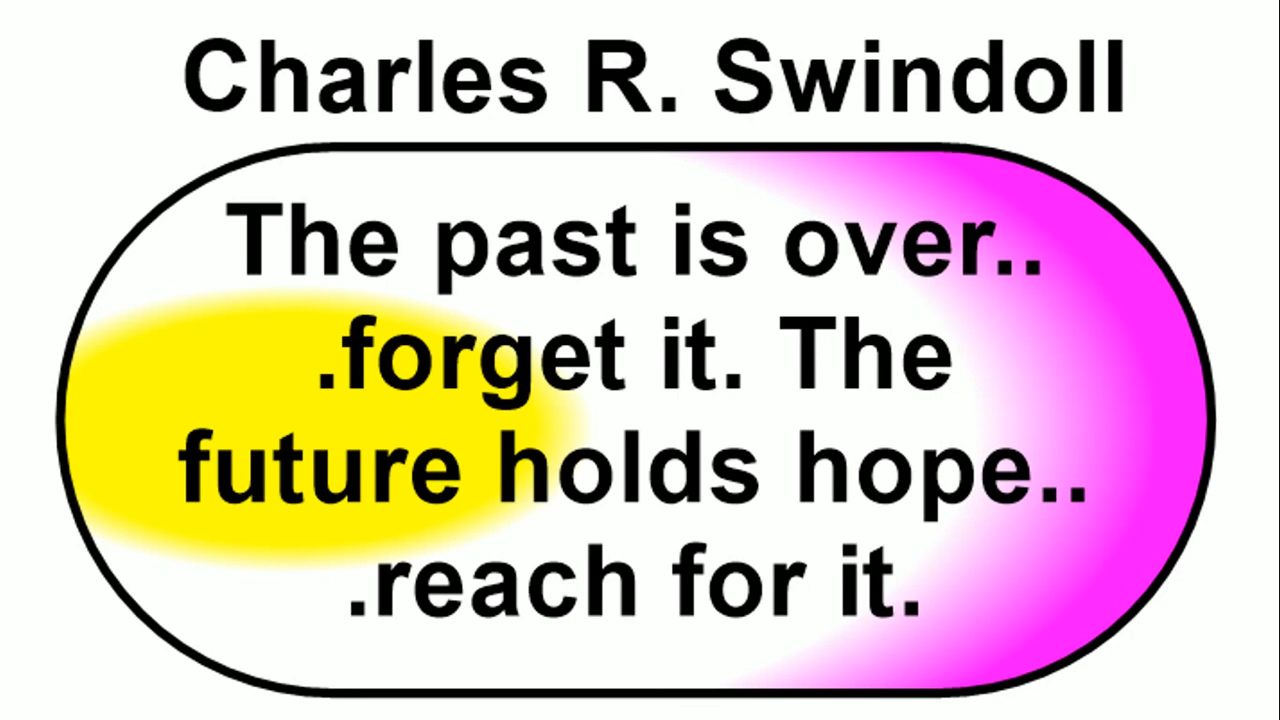 Charles R. Swindoll
The past is over..
.forget it. The
future holds hope..
.reach for it.